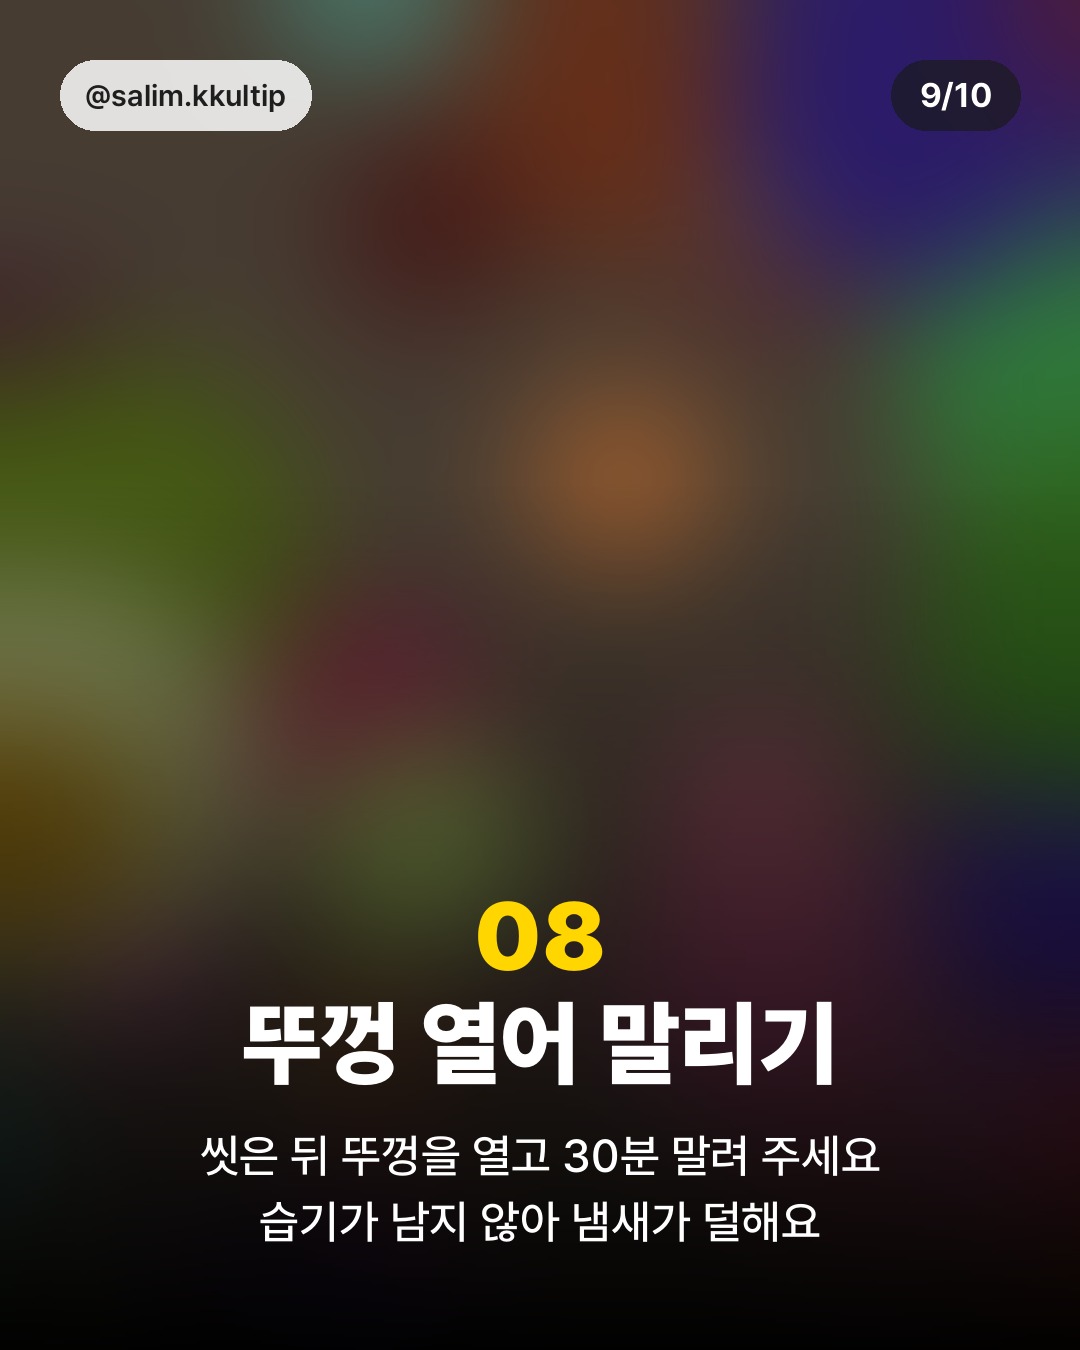 @salim.kkultip
9/10
08
뚜껑 열어 말리기
씻은 뒤 뚜껑을 열고 30분 말려 주세요
습기가 남지 않아 냄새가 덜해요